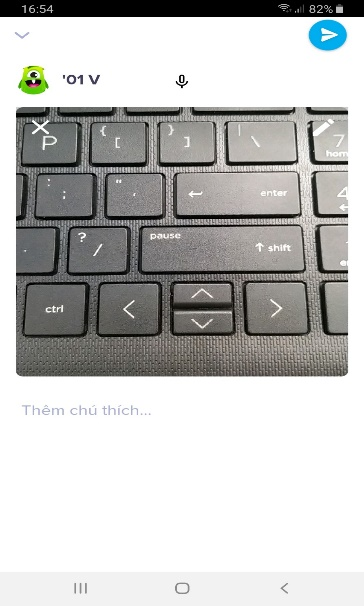 16:54
82%
'01 V
P
{
[
}
]
|
\
7
home
:
;
"
'
enter
4
?
/
pause
shift
ctrl
Thêm chú thích...